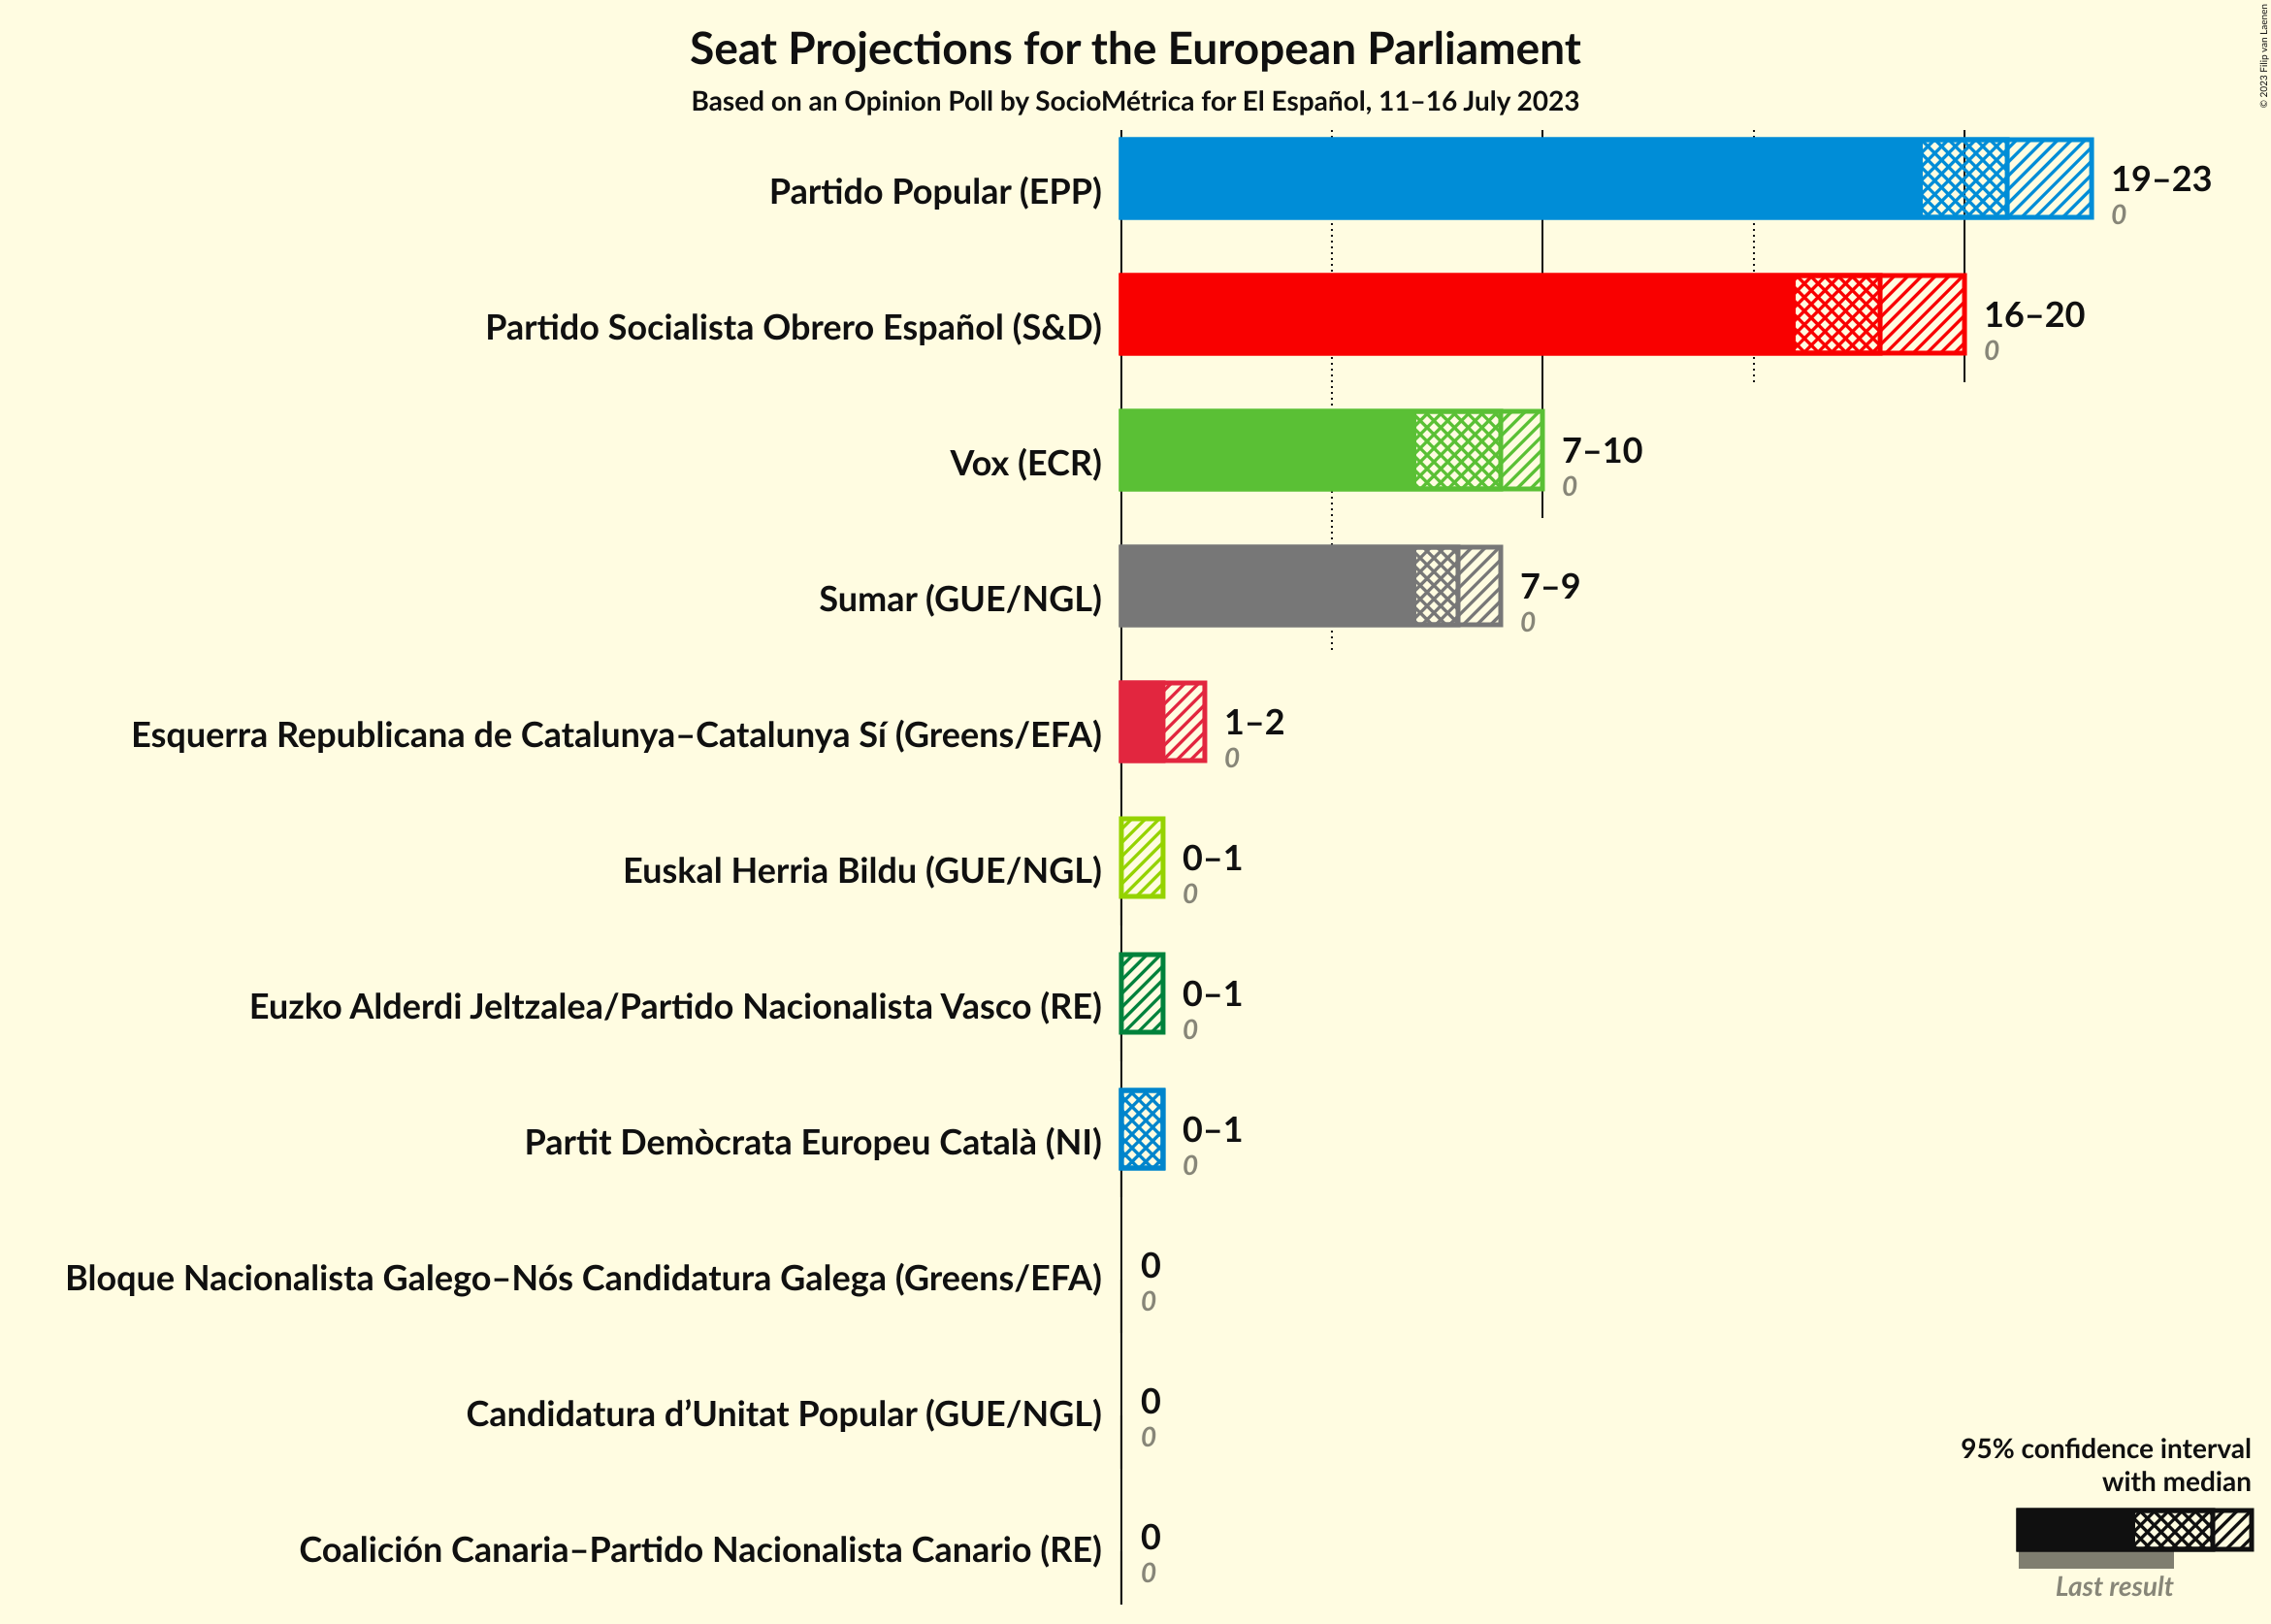 Seat Projections for the European Parliament
Based on an Opinion Poll by SocioMétrica for El Español, 11–16 July 2023
© 2023 Filip van Laenen
Partido Popular (EPP)
19–23
0
Partido Socialista Obrero Español (S&D)
16–20
0
Vox (ECR)
7–10
0
Sumar (GUE/NGL)
7–9
0
Esquerra Republicana de Catalunya–Catalunya Sí (Greens/EFA)
1–2
0
Euskal Herria Bildu (GUE/NGL)
0–1
0
Euzko Alderdi Jeltzalea/Partido Nacionalista Vasco (RE)
0–1
0
Partit Demòcrata Europeu Català (NI)
0–1
0
Bloque Nacionalista Galego–Nós Candidatura Galega (Greens/EFA)
0
0
Candidatura d’Unitat Popular (GUE/NGL)
0
0
Coalición Canaria–Partido Nacionalista Canario (RE)
0
0
95% confidence interval
with median
Last result